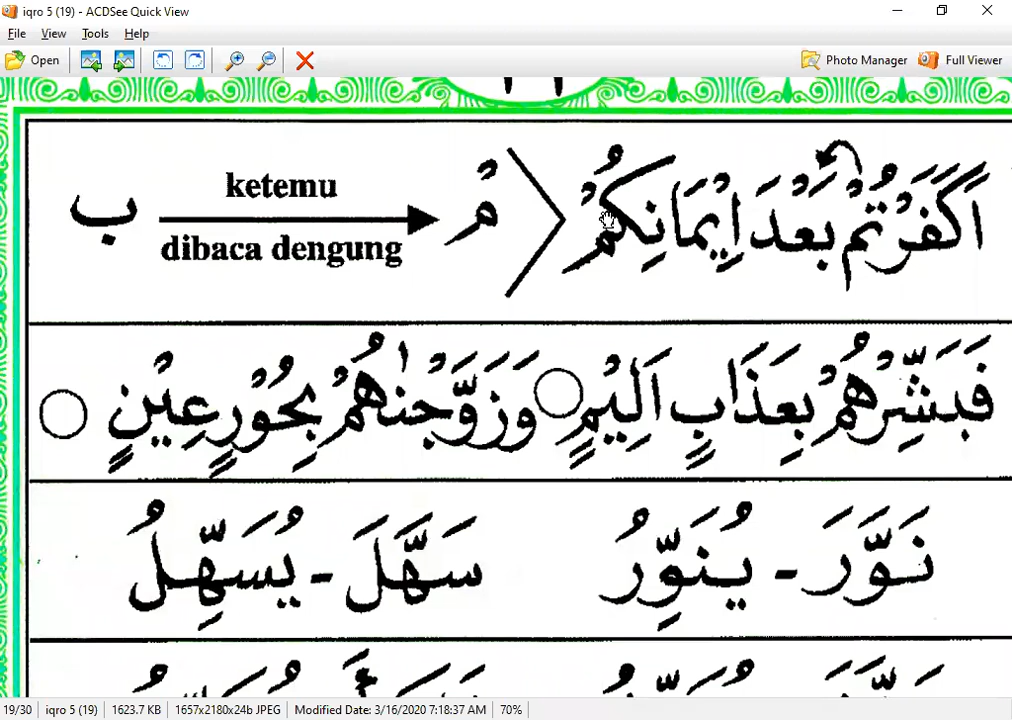 iqro 5 (19) - ACDSee Quick View
File View Tools Help
Open Photo Manager Full Viewer
اَكَفَرْتُمْ بَعْدَ اِيْمَانِكُمْ مْ ketemu dibaca dengung ب
فَبَشِّرْهُمْ بِعَذَابٍ اَلِيْمٍ ○ وَزَوَّجْنٰهُمْ بِحُوْرٍعِيْنٍ ○
نَوَّرَ - يُنَوِّرُ سَهَّلَ - يُسَهِّلُ
19/30 iqro 5 (19) 1623.7 KB 1657x2180x24b JPEG Modified Date: 3/16/2020 7:18:37 AM 70%